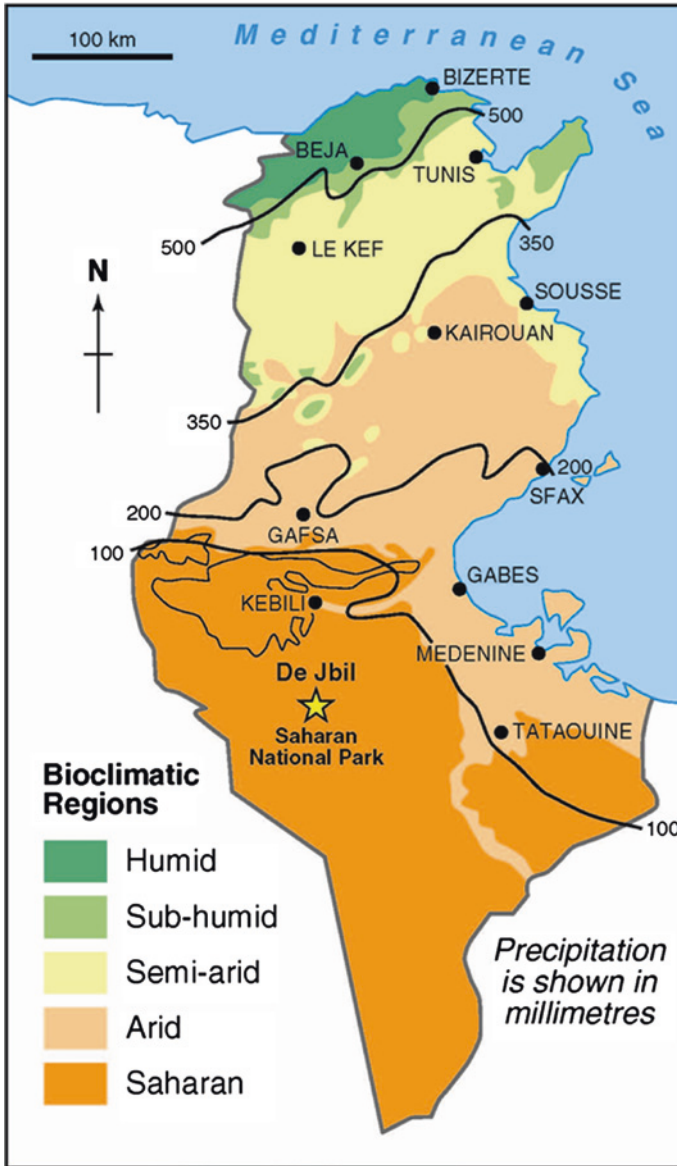 100 km
Mediterranean Sea
BIZERTE
500
BEJA
TUNIS
500
LE KEF
350
N
SOUSSE
KAIROUAN
350
200
SFAX
200
GAFSA
100
GABES
KEBILI
MEDENINE
De Jbil
Saharan
National Park
TATAOUINE
100
Bioclimatic
Regions
Humid
Sub-humid
Semi-arid
Arid
Saharan
Precipitation
is shown in
millimetres